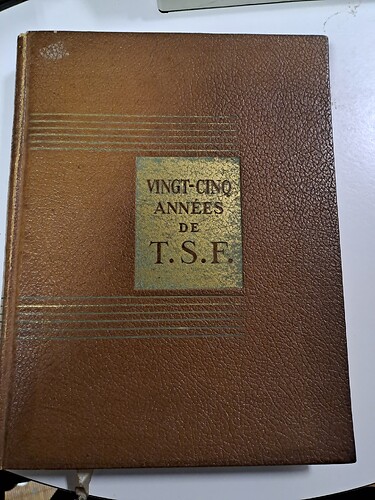 VINGT-CINQ
ANNÉES
DE
T.S.F.